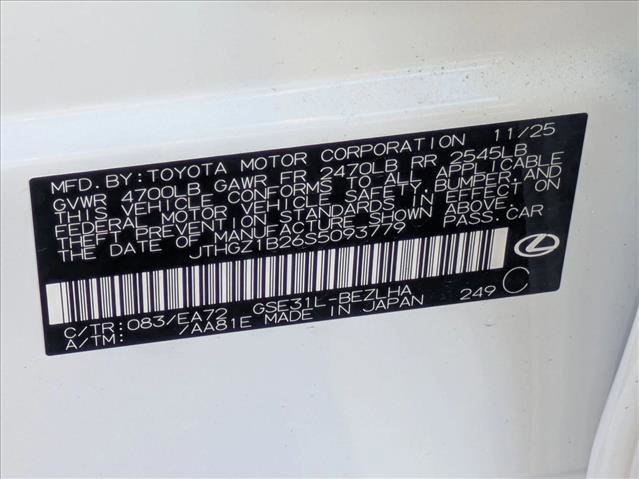 MFD. BY: TOYOTA MOTOR CORPORATION 11/25
GVWR 4700LB GAWR FR 2470LB RR 2545LB
THIS VEHICLE CONFORMS TO ALL APPLICABLE
FEDERAL MOTOR VEHICLE SAFETY, BUMPER, AND
THEFT PREVENTION STANDARDS IN EFFECT ON
THE DATE OF MANUFACTURE SHOWN ABOVE.
JTHGZ1B26S5093779 PASS. CAR
C/TR: 083/EA72 GSE31L-BEZLHA 249 C
A/TM: 7AA81E MADE IN JAPAN